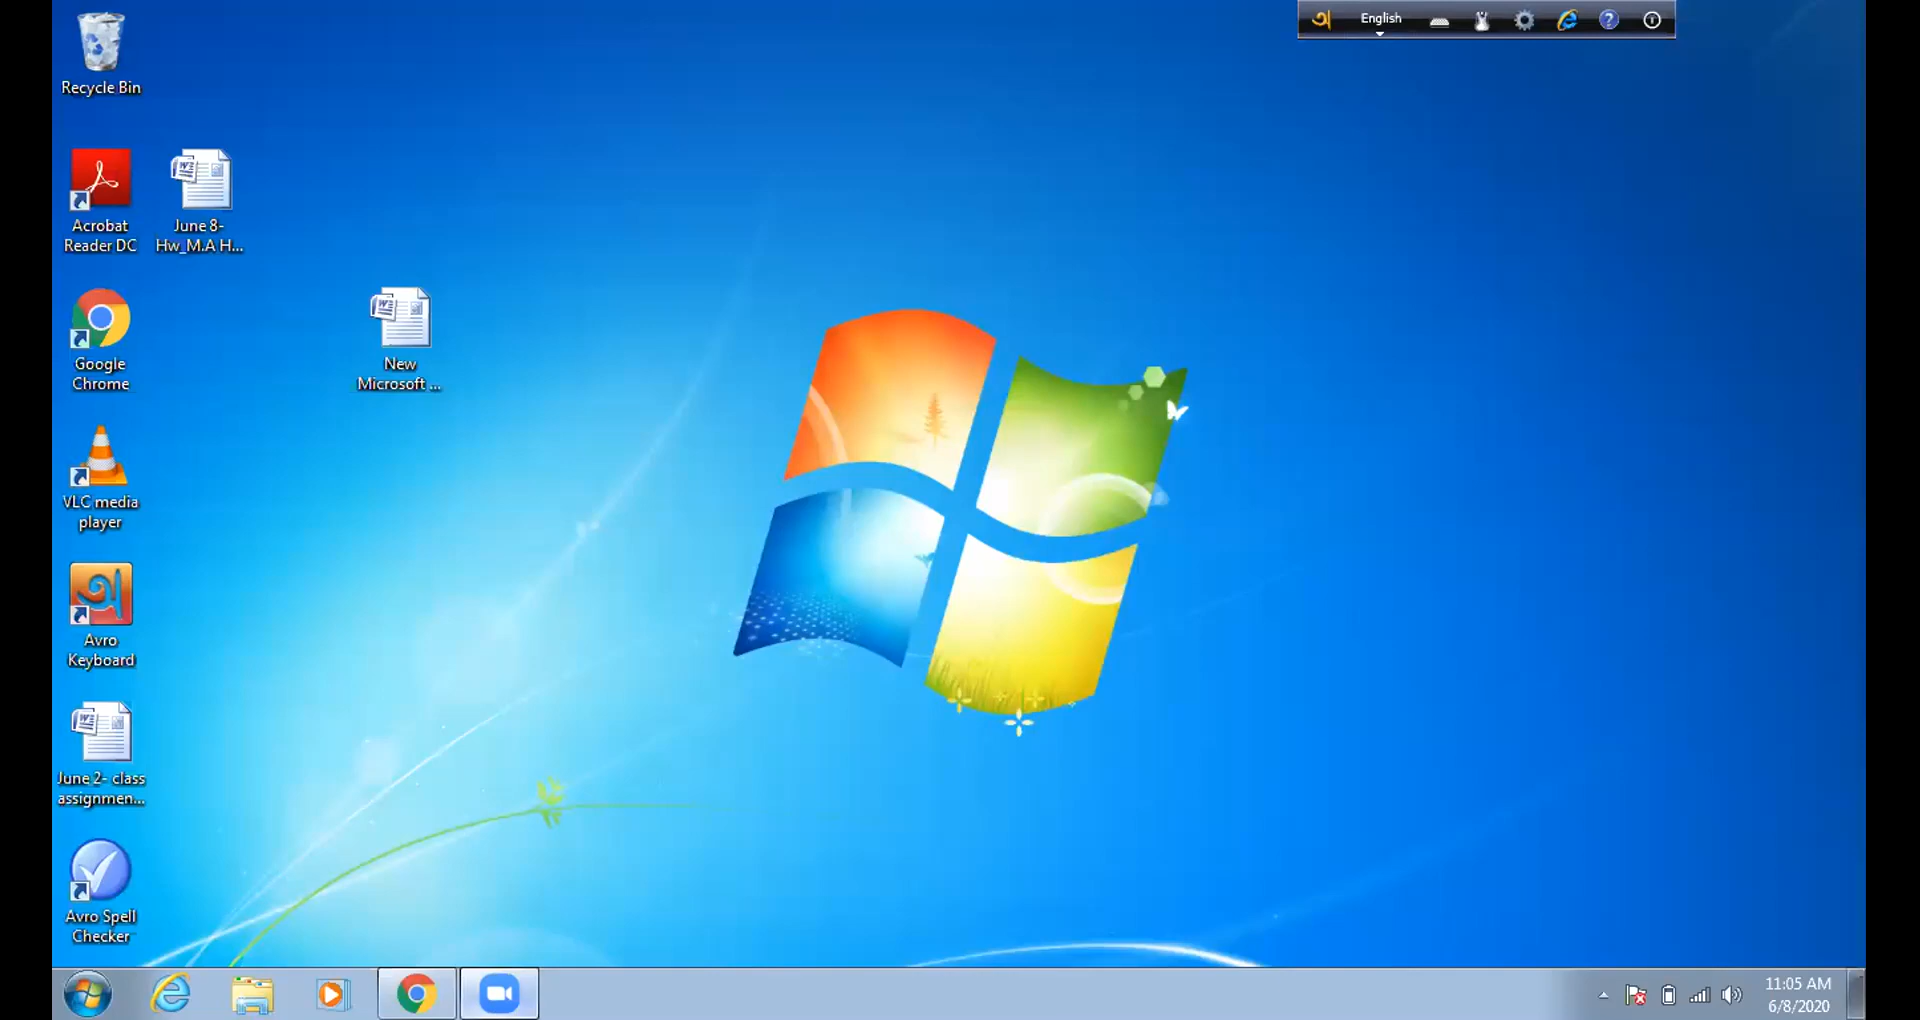 English
Recycle Bin
Acrobat
Reader DC
June 8-
Hw_M.A H...
Google
Chrome
New
Microsoft ...
VLC media
player
Avro
Keyboard
June 2- class
assignmen...
Avro Spell
Checker
11:05 AM
6/8/2020